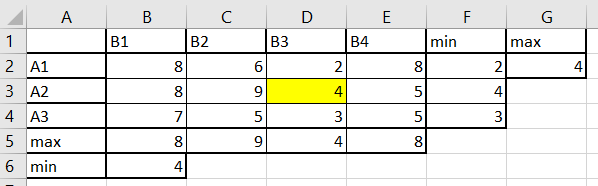 A B C D E F G
1 B1 B2 B3 B4 min max
2 A1 8 6 2 8 2 4
3 A2 8 9 4 5 4
4 A3 7 5 3 5 3
5 max 8 9 4 8
6 min 4